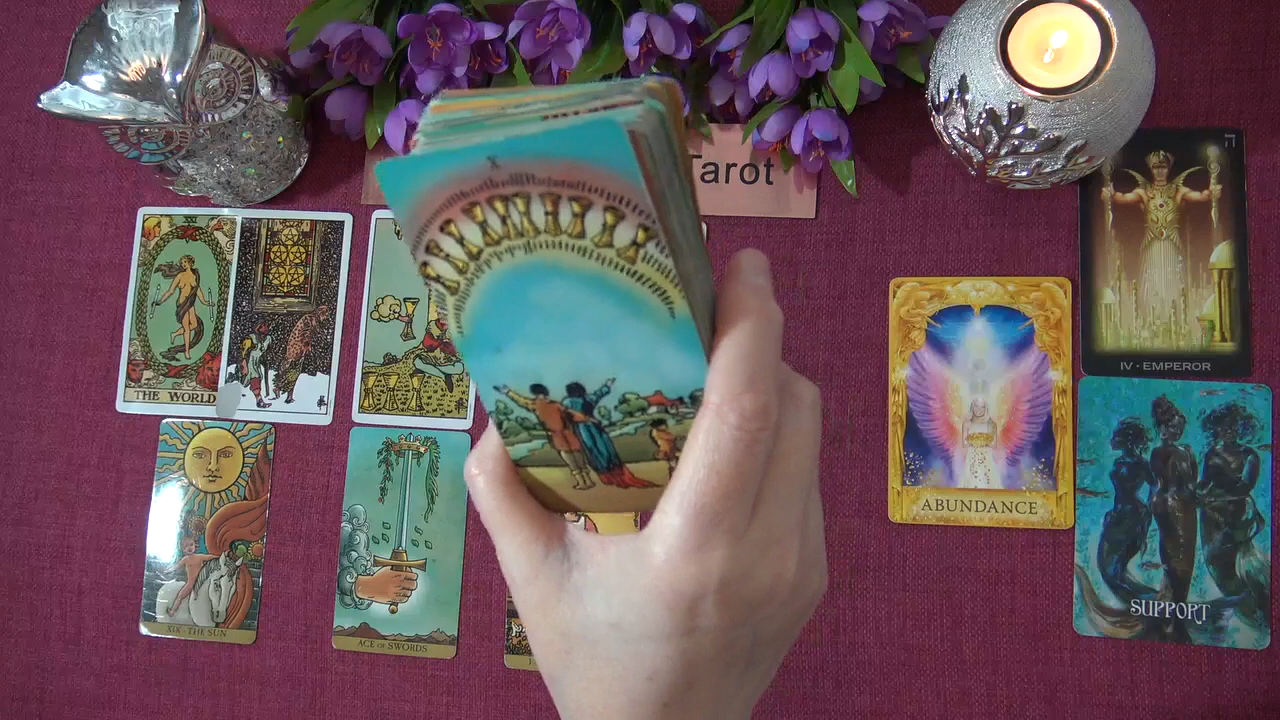 Tarot
X
ה
THE WORLD
IV · EMPEROR
ABUNDANCE
SUPPORT
XIX · THE SUN
ACE OF SWORDS